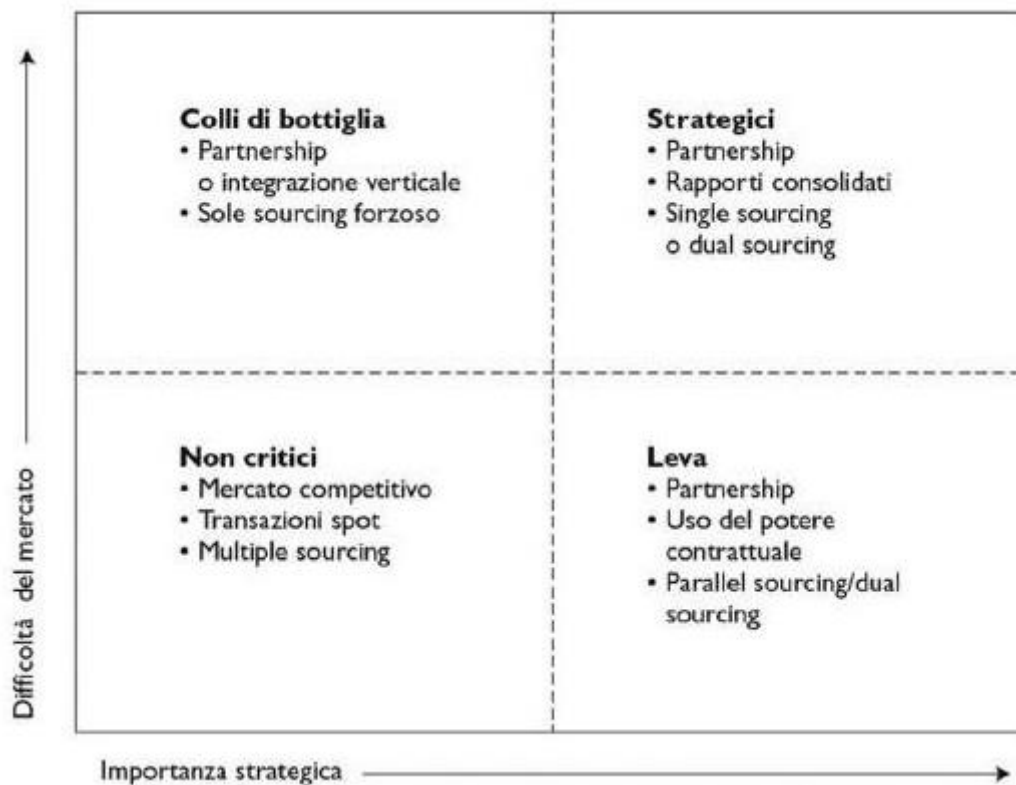 Colli di bottiglia
• Partnership
o integrazione verticale
• Sole sourcing forzoso
Strategici
• Partnership
• Rapporti consolidati
• Single sourcing
o dual sourcing
Non critici
• Mercato competitivo
• Transazioni spot
• Multiple sourcing
Leva
• Partnership
• Uso del potere
contrattuale
• Parallel sourcing/dual
sourcing
Difficoltà del mercato
Importanza strategica